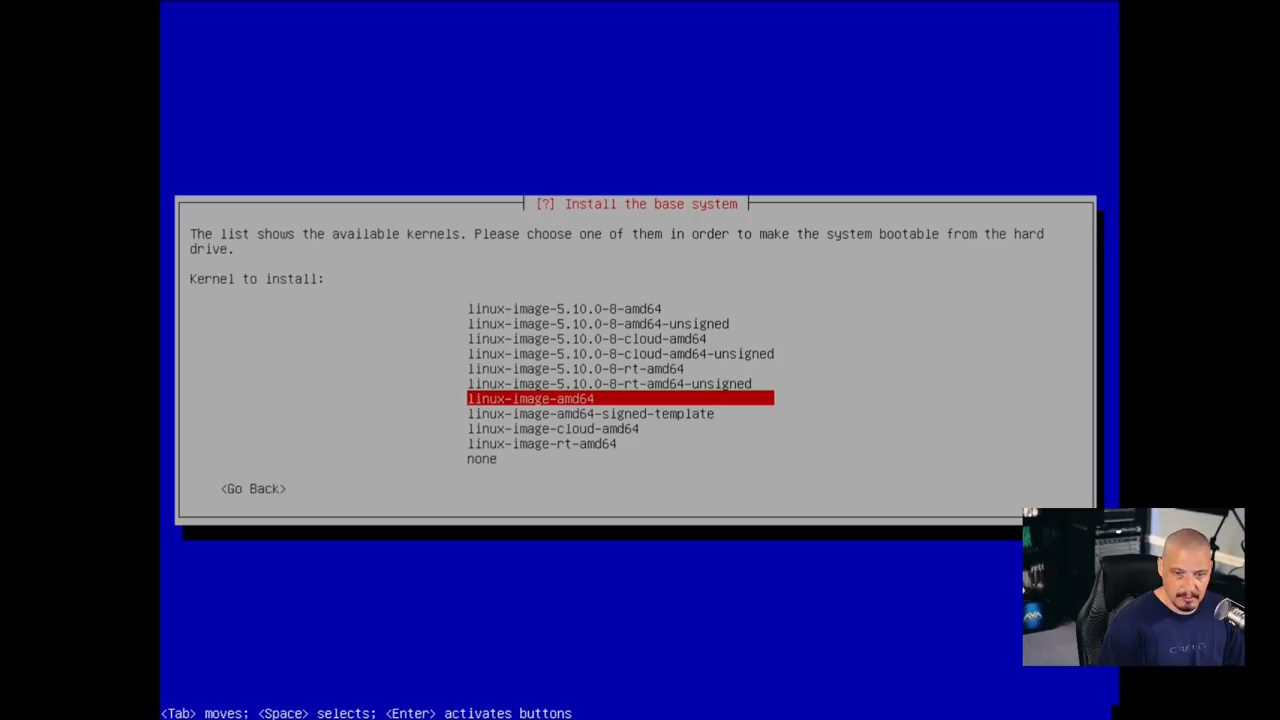 [?] Install the base system
The list shows the available kernels. Please choose one of them in order to make the system bootable from the hard
drive.
Kernel to install:
linux-image-5.10.0-8-amd64
linux-image-5.10.0-8-amd64-unsigned
linux-image-5.10.0-8-cloud-amd64
linux-image-5.10.0-8-cloud-amd64-unsigned
linux-image-5.10.0-8-rt-amd64
linux-image-5.10.0-8-rt-amd64-unsigned
linux-image-amd64
linux-image-amd64-signed-template
linux-image-cloud-amd64
linux-image-rt-amd64
none
<Go Back>
<Tab> moves; <Space> selects; <Enter> activates buttons